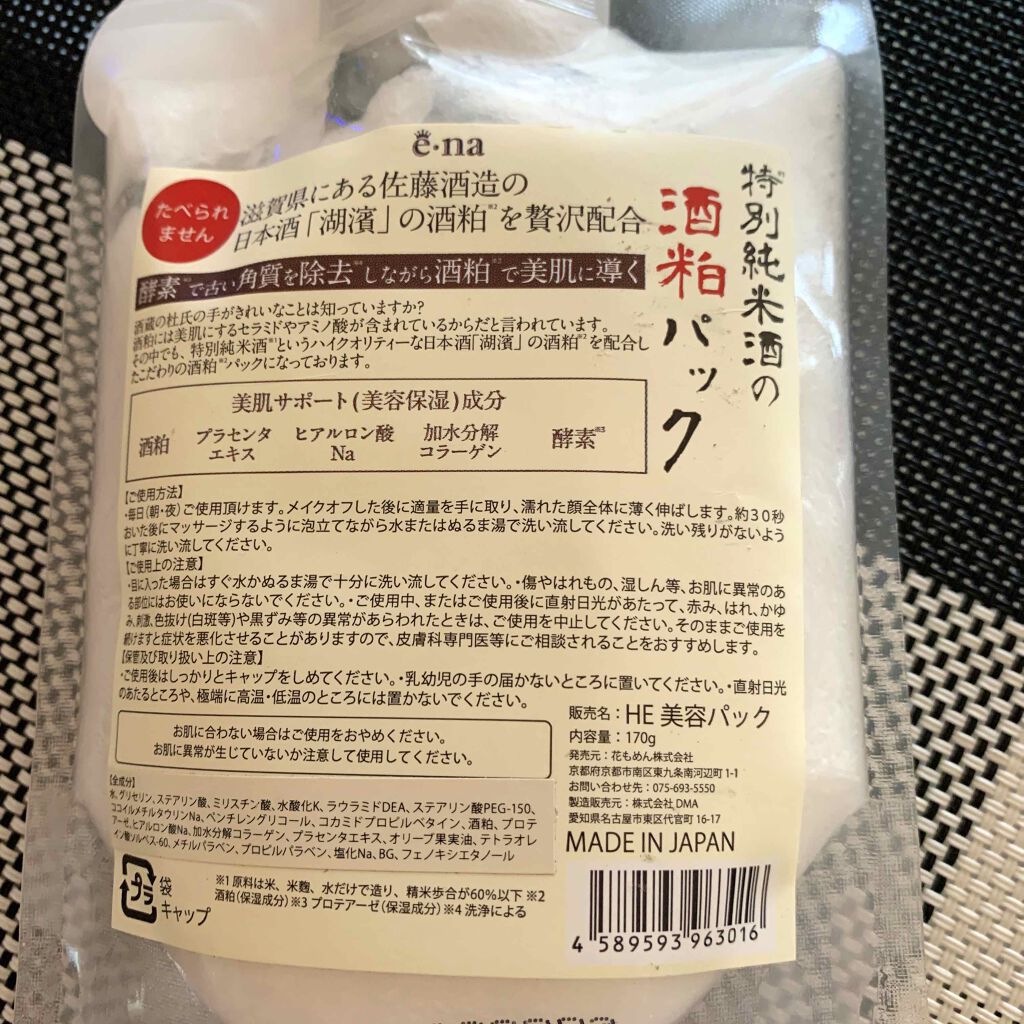 e・na
特別純米酒の
酒粕パック
たべられ
ません
滋賀県にある佐藤酒造の
日本酒「湖濱」の酒粕※2を贅沢配合
酵素※3で古い角質を除去※4しながら酒粕※2で美肌に導く
酒蔵の杜氏の手がきれいなことは知っていますか?
酒粕には美肌にするセラミドやアミノ酸が含まれているからだと言われています。
その中でも、特別純米酒※1というハイクオリティーな日本酒「湖濱」の酒粕※2を配合し
たこだわりの酒粕※2パックになっております。
美肌サポート(美容保湿)成分
酒粕※2 プラセンタエキス ヒアルロン酸Na 加水分解コラーゲン 酵素※3
【ご使用方法】
・毎日(朝・夜)ご使用頂けます。メイクオフした後に適量を手に取り、濡れた顔全体に薄く伸ばします。約30秒
おいた後にマッサージするように泡立てながら水またはぬるま湯で洗い流してください。洗い残りがないよう
に丁寧に洗い流してください。
【ご使用上の注意】
・目に入った場合はすぐ水かぬるま湯で十分に洗い流してください。・傷やはれもの、湿しん等、お肌に異常のあ
る部位にはお使いにならないでください。・ご使用中、またはご使用後に直射日光があたって、赤み、はれ、かゆ
み、刺激、色抜け(白斑等)や黒ずみ等の異常があらわれたときは、ご使用を中止してください。そのままご使用を
続けますと症状を悪化させることがありますので、皮膚科専門医等にご相談されることをおすすめします。
【保管及び取り扱い上の注意】
・ご使用後はしっかりとキャップをしめてください。・乳幼児の手の届かないところに置いてください。・直射日光
のあたるところや、極端に高温・低温のところには置かないでください。
お肌に合わない場合はご使用をおやめください。
お肌に異常が生じていないか注意して使用してください。
販売名:HE 美容パック
内容量:170g
発売元:花もめん株式会社
京都府京都市南区東九条南河辺町1-1
お問い合わせ先:075-693-5550
製造販売元:株式会社DMA
愛知県名古屋市東区代官町16-17
MADE IN JAPAN
【全成分】
水、グリセリン、ステアリン酸、ミリスチン酸、水酸化K、ラウラミドDEA、ステアリン酸PEG-150、
ココイルメチルタウリンNa、ペンチレングリコール、コカミドプロピルベタイン、酒粕、プロテ
アーゼ、ヒアルロン酸Na、加水分解コラーゲン、プラセンタエキス、オリーブ果実油、テトラオレ
イン酸ソルベス-60、メチルパラベン、プロピルパラベン、塩化Na、BG、フェノキシエタノール
プラ
袋
キャップ
※1 原料は米、米麹、水だけで造り、精米歩合が60%以下 ※2
酒粕(保湿成分) ※3 プロテアーゼ(保湿成分) ※4 洗浄による
4 589593 963016